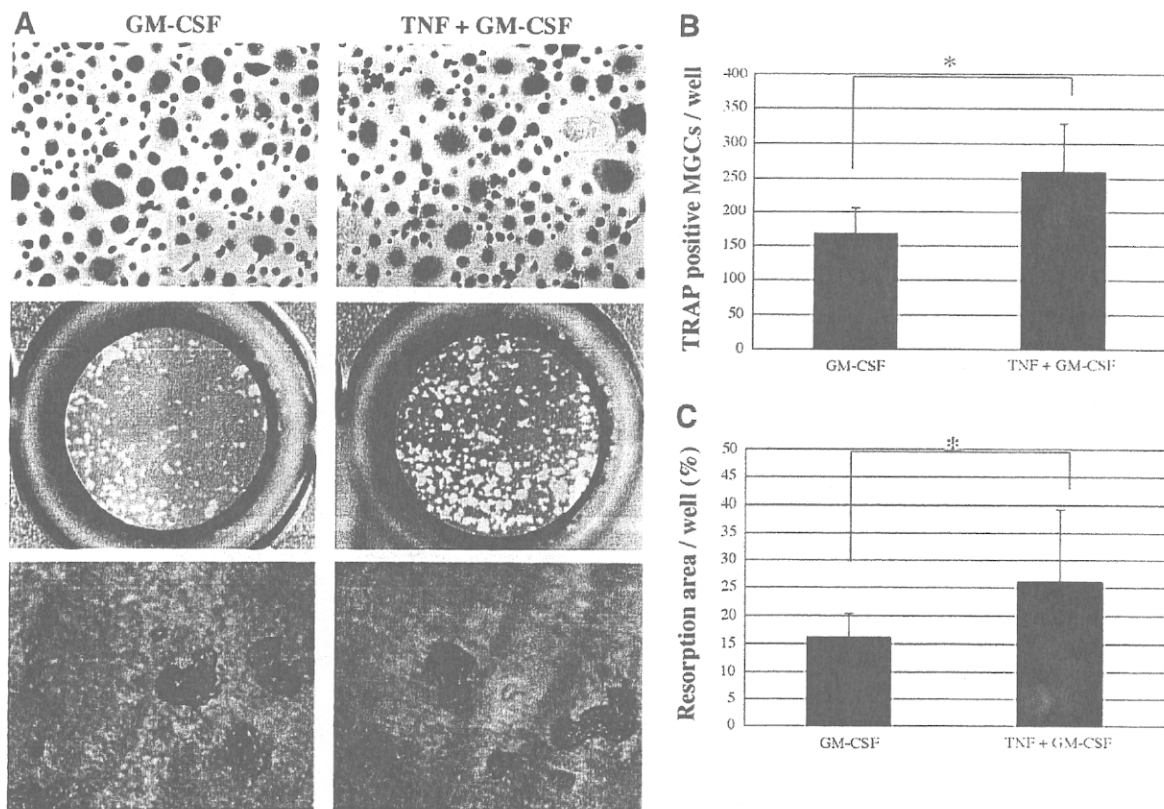 A
GM-CSF
TNF + GM-CSF
B
TRAP positive MGCs / well
400
350
300
250
200
150
100
50
0
*
GM-CSF
TNF + GM-CSF
C
Resorption area / well (%)
50
45
40
35
30
25
20
15
10
5
0
*
GM-CSF
TNF + GM-CSF